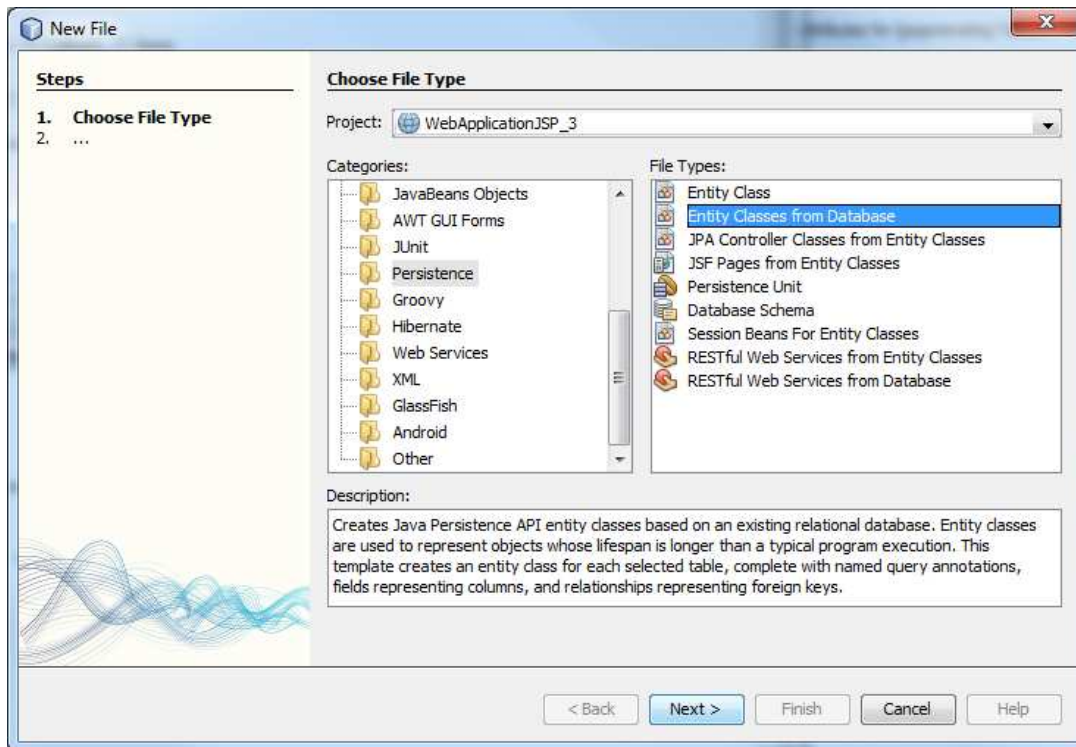 New File
Steps
1. Choose File Type
2. ...
Choose File Type
Project: WebApplicationJSP_3
Categories:
JavaBeans Objects
AWT GUI Forms
JUnit
Persistence
Groovy
Hibernate
Web Services
XML
GlassFish
Android
Other
File Types:
Entity Class
Entity Classes from Database
JPA Controller Classes from Entity Classes
JSF Pages from Entity Classes
Persistence Unit
Database Schema
Session Beans For Entity Classes
RESTful Web Services from Entity Classes
RESTful Web Services from Database
Description:
Creates Java Persistence API entity classes based on an existing relational database. Entity classes
are used to represent objects whose lifespan is longer than a typical program execution. This
template creates an entity class for each selected table, complete with named query annotations,
fields representing columns, and relationships representing foreign keys.
< Back Next > Finish Cancel Help